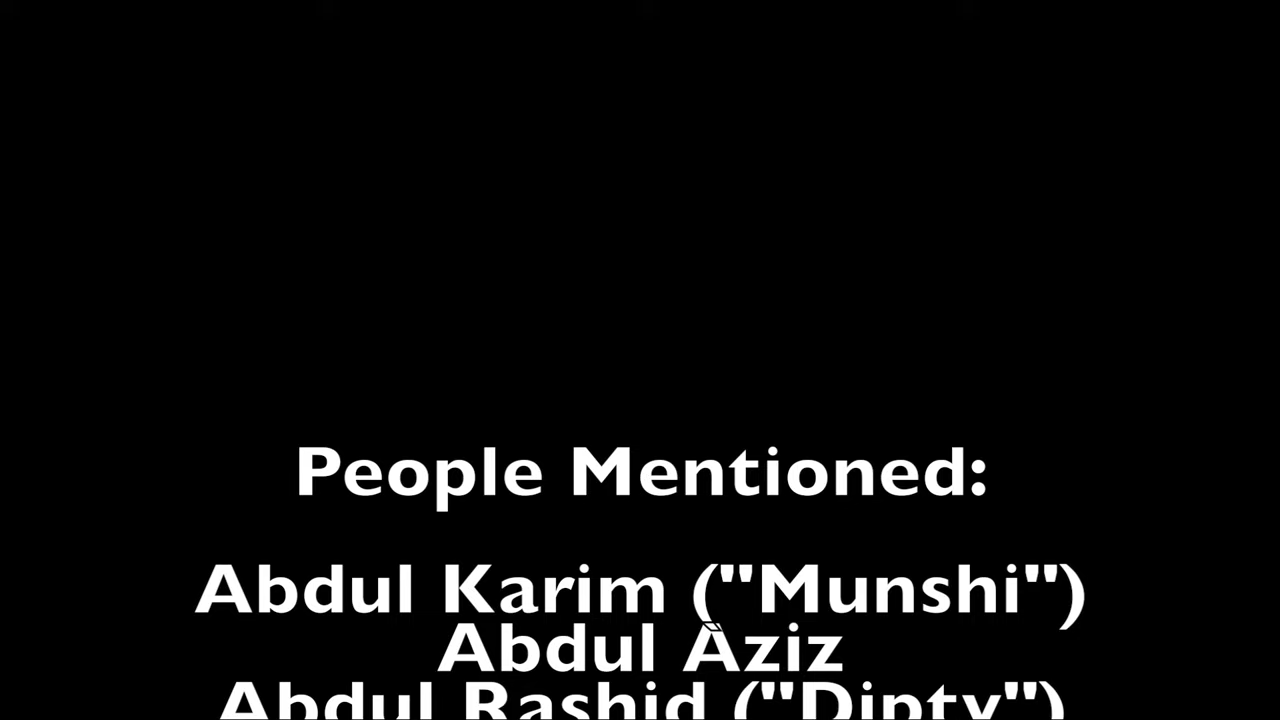 People Mentioned:
Abdul Karim ("Munshi")
Abdul Aziz
Abdul Rashid ("Dipty")